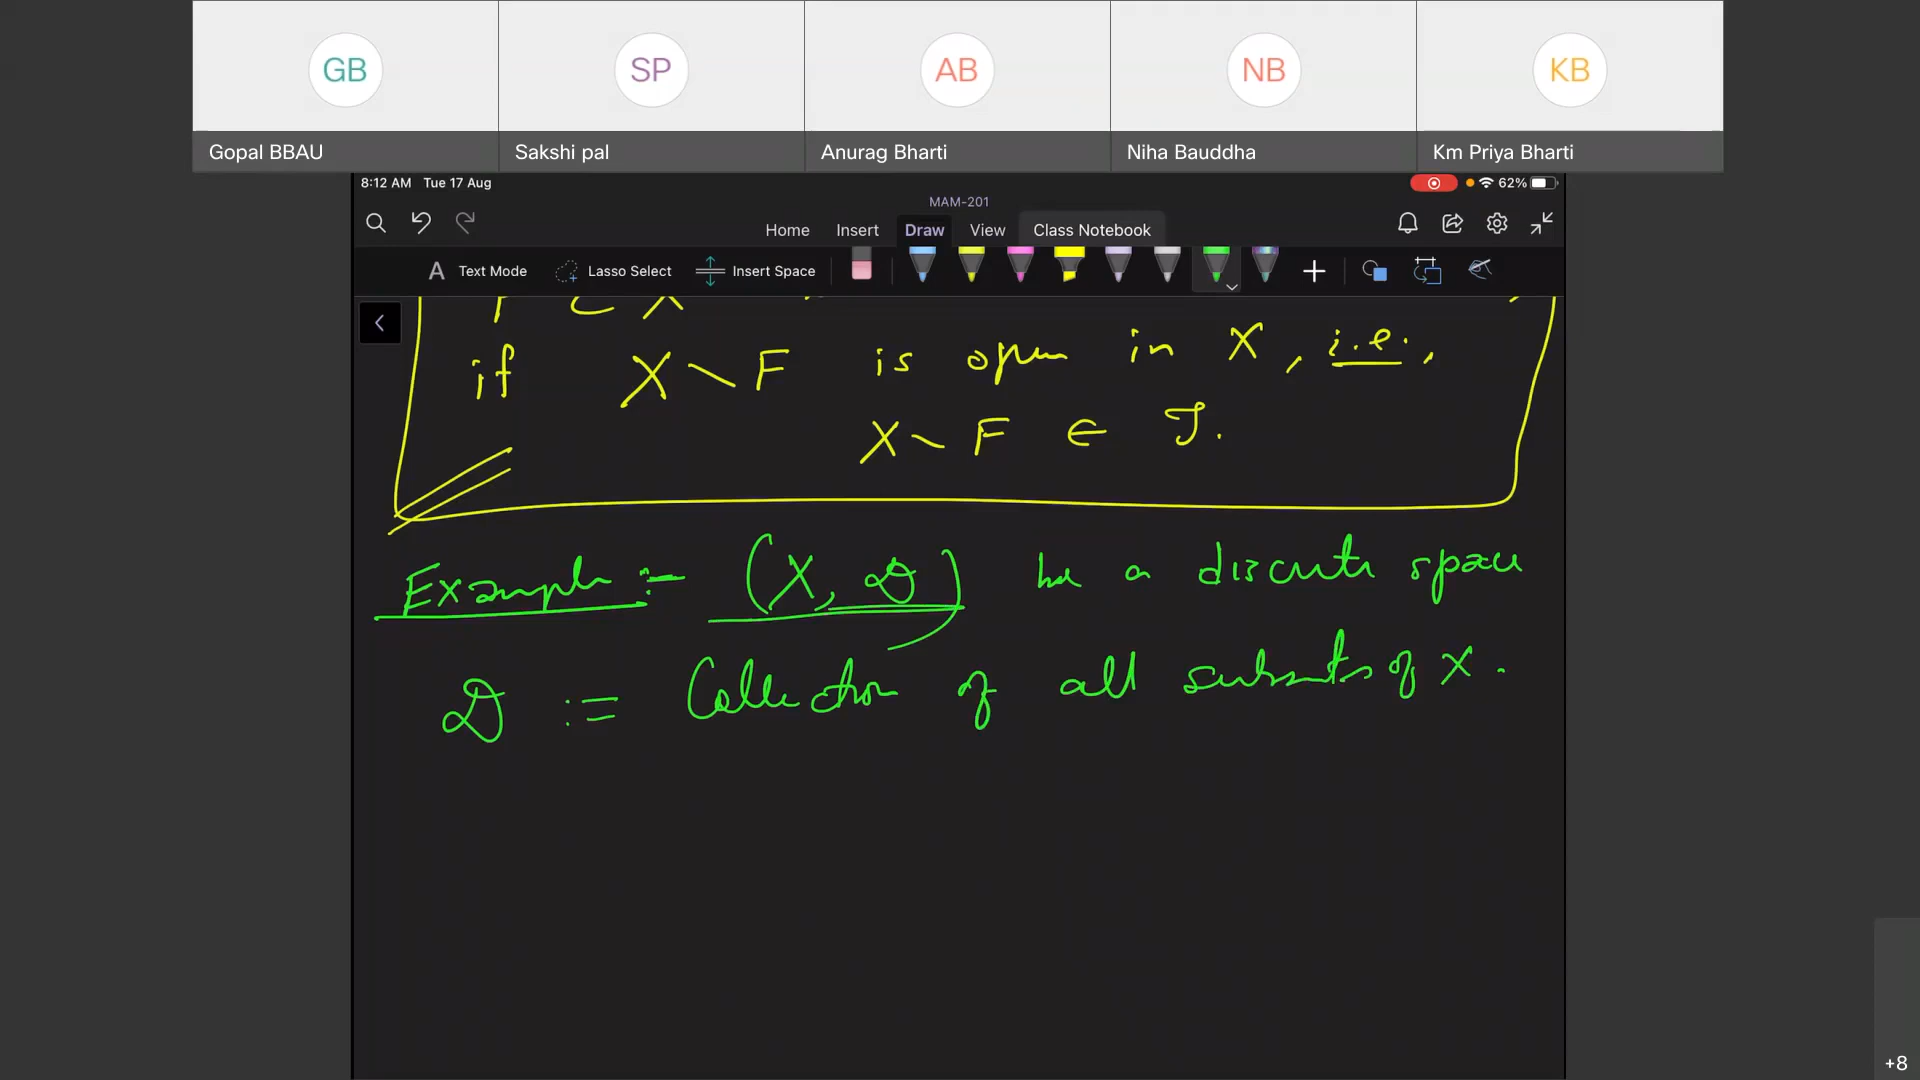 GB SP AB NB KB
Gopal BBAU Sakshi pal Anurag Bharti Niha Bauddha Km Priya Bharti
8:12 AM Tue 17 Aug 62%
MAM-201
Home Insert Draw View Class Notebook
A Text Mode Lasso Select Insert Space
if X \ F is open in X, i.e.,
X \ F ∈ 𝒯.
Example :- (X, 𝒟) be a discrete space
𝒟 := Collection of all subsets of X.
+8